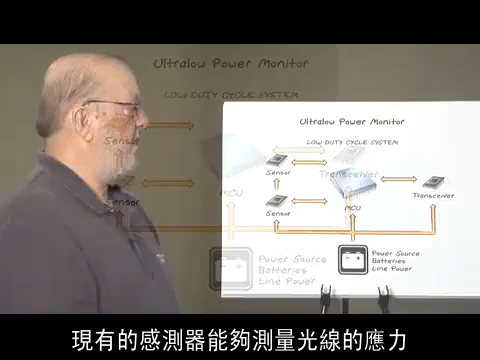 Ultralow Power Monitor
LOW DUTY CYCLE SYSTEM
Sensor
Sensor
Transceiver
MCU
Power Source
Batteries
Line Power
Ultralow Power Monitor
LOW DUTY CYCLE SYSTEM
Sensor
Sensor
MCU
Transceiver
Power Source
Batteries
Line Power
現有的感測器能夠測量光線的應力